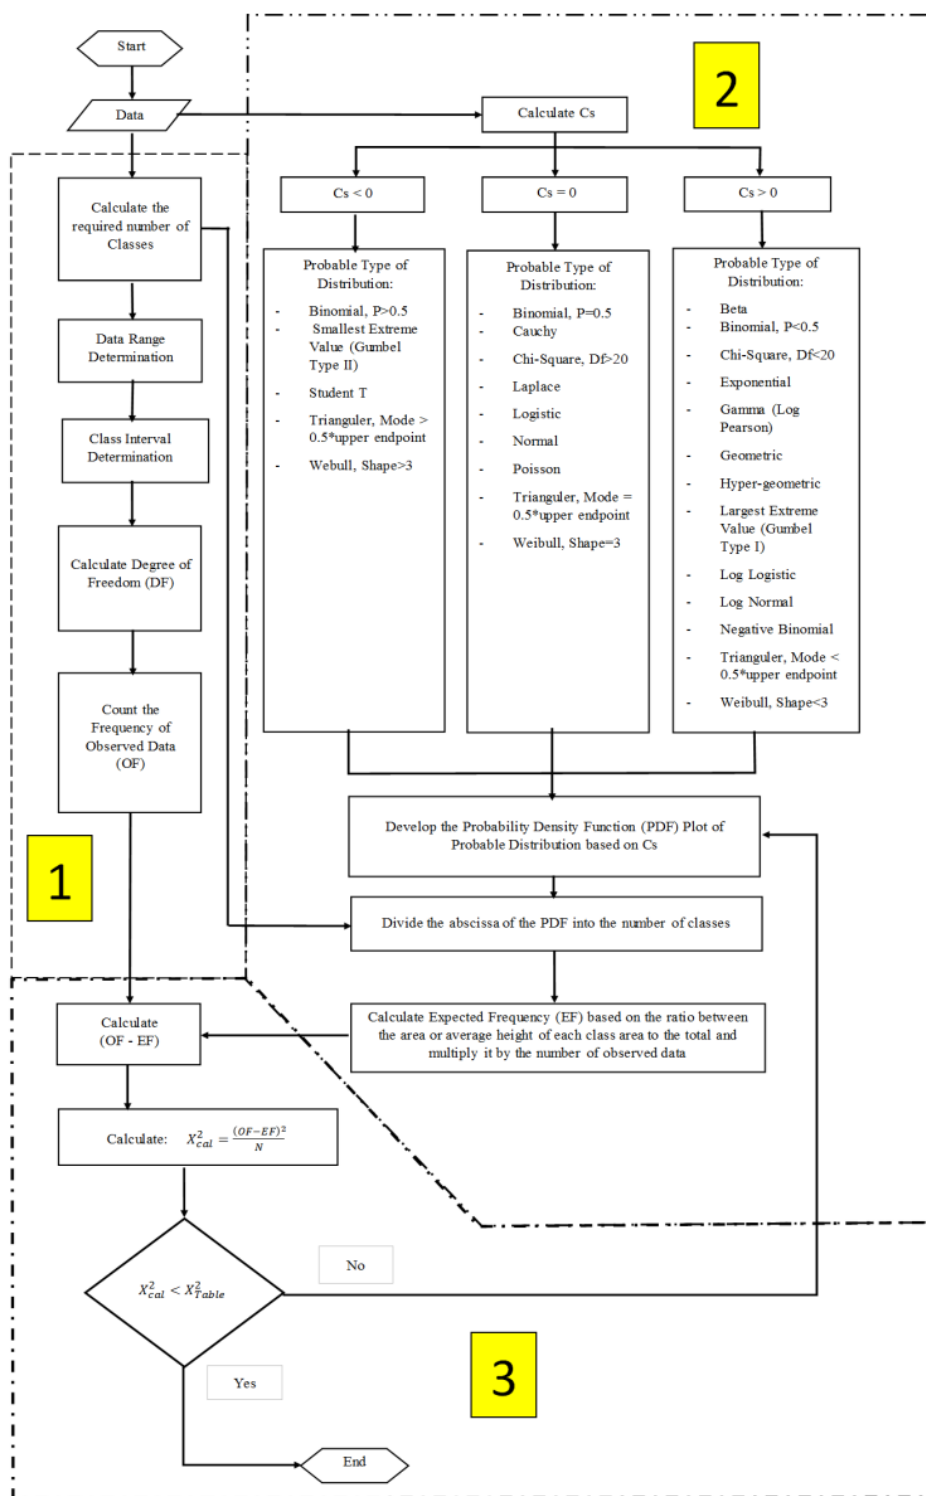 Start
Data
1
Calculate the
required number of
Classes
Data Range
Determination
Class Interval
Determination
Calculate Degree of
Freedom (DF)
Count the
Frequency of
Observed Data
(OF)
2
Calculate Cs
Cs < 0
Cs = 0
Cs > 0
Probable Type of
Distribution:
- Binomial, P>0.5
- Smallest Extreme
Value (Gumbel
Type II)
- Student T
- Trianguler, Mode >
0.5*upper endpoint
- Webull, Shape>3
Probable Type of
Distribution:
- Binomial, P=0.5
- Cauchy
- Chi-Square, Df>20
- Laplace
- Logistic
- Normal
- Poisson
- Trianguler, Mode =
0.5*upper endpoint
- Weibull, Shape=3
Probable Type of
Distribution:
- Beta
- Binomial, P<0.5
- Chi-Square, Df<20
- Exponential
- Gamma (Log
Pearson)
- Geometric
- Hyper-geometric
- Largest Extreme
Value (Gumbel
Type I)
- Log Logistic
- Log Normal
- Negative Binomial
- Trianguler, Mode <
0.5*upper endpoint
- Weibull, Shape<3
Develop the Probability Density Function (PDF) Plot of
Probable Distribution based on Cs
Divide the abscissa of the PDF into the number of classes
Calculate Expected Frequency (EF) based on the ratio between
the area or average height of each class area to the total and
multiply it by the number of observed data
Calculate
(OF - EF)
Calculate: X²cal = (OF−EF)²/N
X²cal < X²Table
No
Yes
3
End